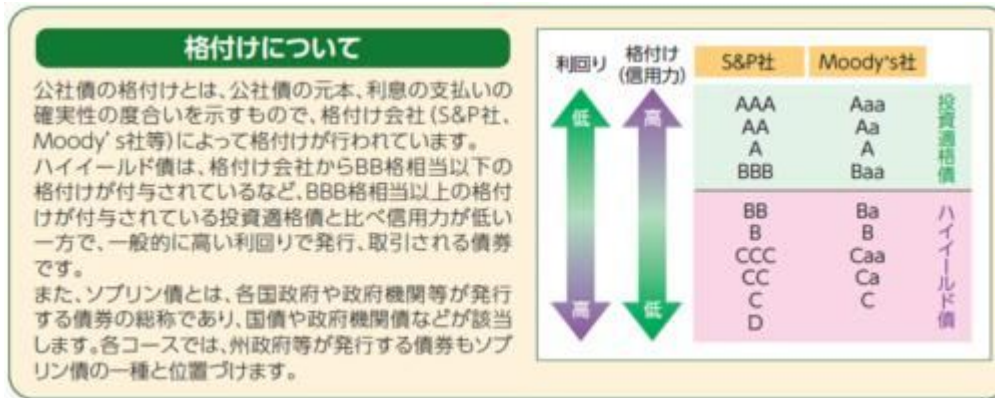 格付けについて
公社債の格付けとは、公社債の元本、利息の支払いの
確実性の度合いを示すもので、格付け会社(S&P社、
Moody's社等)によって格付けが行われています。
ハイイールド債は、格付け会社からBB格相当以下の
格付けが付与されているなど、BBB格相当以上の格付
けが付与されている投資適格債と比べ信用力が低い
一方で、一般的に高い利回りで発行、取引される債券
です。
また、ソブリン債とは、各国政府や政府機関等が発行
する債券の総称であり、国債や政府機関債などが該当
します。各コースでは、州政府等が発行する債券もソブ
リン債の一種と位置づけます。
利回り 格付け(信用力) S&P社 Moody's社
低 高
AAA Aaa
AA Aa
A A
BBB Baa
投資適格債
BB Ba
B B
CCC Caa
CC Ca
C C
D
ハイイールド債
高 低